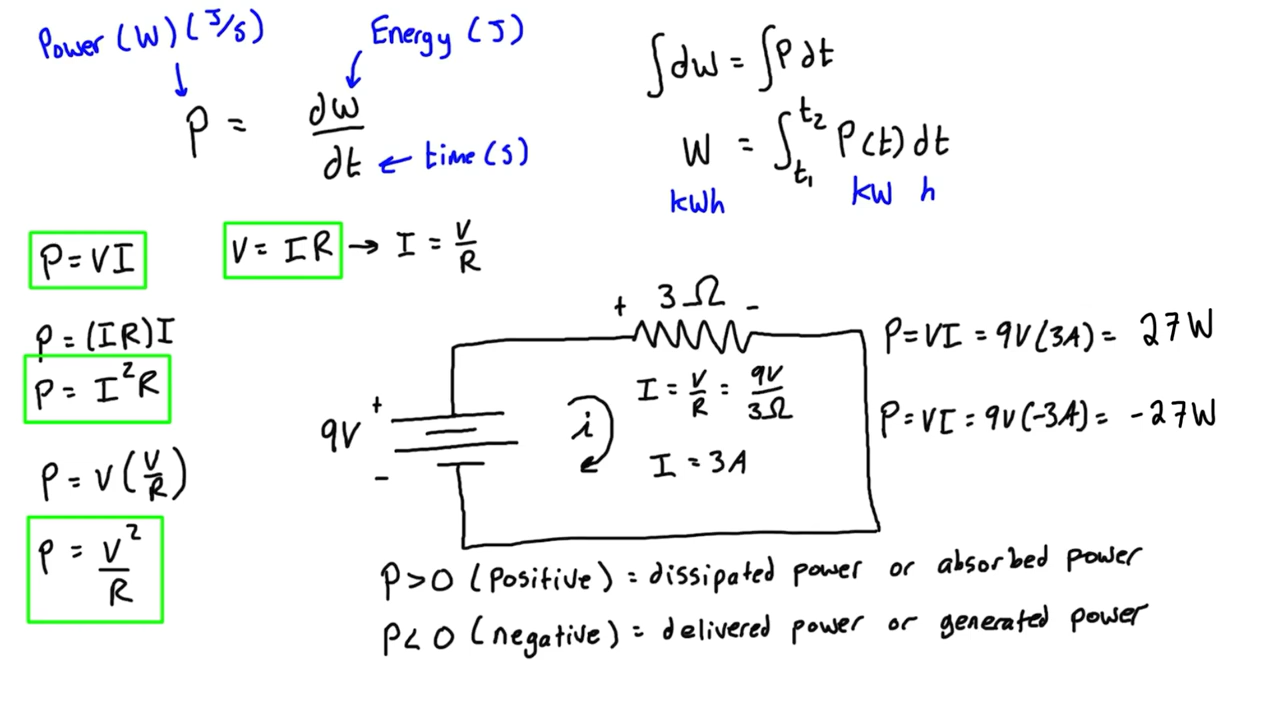 Power (W) (J/s)
Energy (J)
P = dw/dt
← time (s)
∫dw = ∫P dt
W = ∫_{t₁}^{t₂} P(t) dt
kWh kW h
P = VI
V = IR → I = V/R
P = (IR)I
P = I²R
P = V(V/R)
P = V²/R
+ 3Ω -
9V
+
-
i
I = V/R = 9V/3Ω
I = 3A
P = VI = 9V(3A) = 27W
P = VI = 9V(-3A) = -27W
P > 0 (positive) = dissipated power or absorbed power
P < 0 (negative) = delivered power or generated power